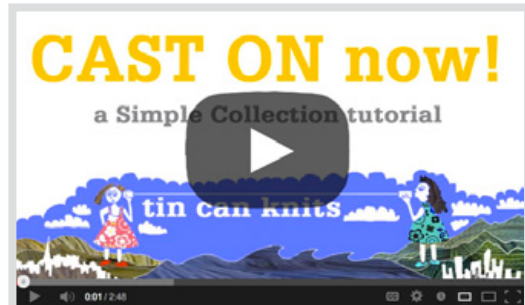 CAST ON now!
a Simple Collection tutorial
tin can knits
0:01 / 2:48